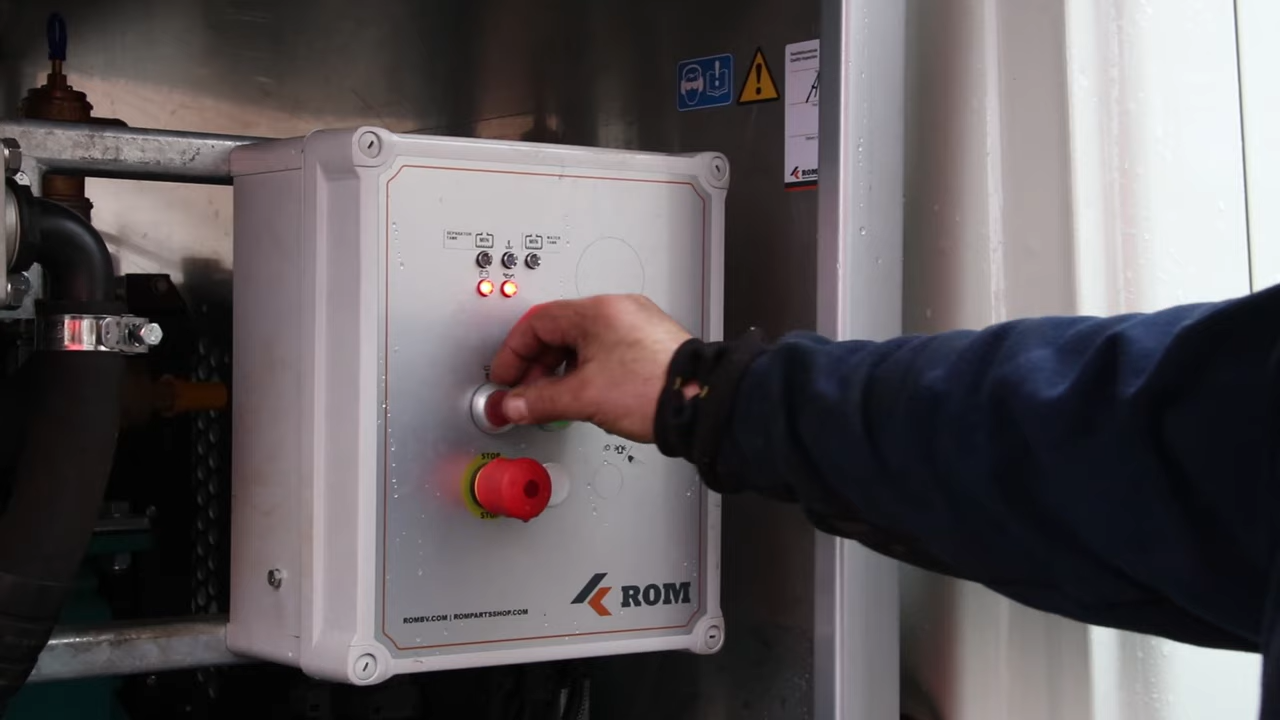 SEPARATOR
TANK
MIN
MIN
WATER
TANK
STOP
ROM
ROMBV.COM | ROMPARTSSHOP.COM
ROM